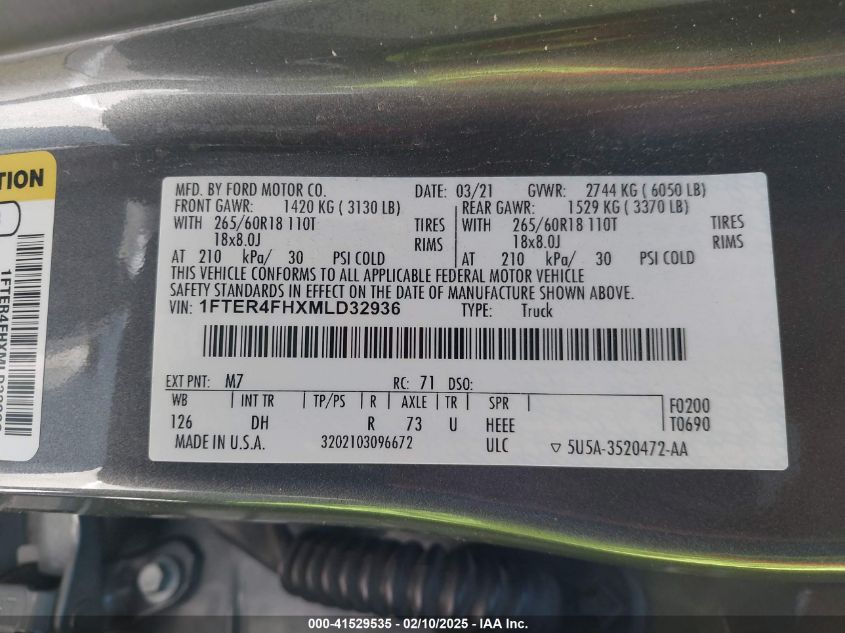 TION
1FTER4FHXMLD32936
MFD. BY FORD MOTOR CO. DATE: 03/21 GVWR: 2744 KG ( 6050 LB)
FRONT GAWR: 1420 KG ( 3130 LB) REAR GAWR: 1529 KG ( 3370 LB)
WITH 265/60R18 110T TIRES WITH 265/60R18 110T TIRES
18x8.0J RIMS 18x8.0J RIMS
AT 210 kPa/ 30 PSI COLD AT 210 kPa/ 30 PSI COLD
THIS VEHICLE CONFORMS TO ALL APPLICABLE FEDERAL MOTOR VEHICLE
SAFETY STANDARDS IN EFFECT ON THE DATE OF MANUFACTURE SHOWN ABOVE.
VIN: 1FTER4FHXMLD32936 TYPE: Truck
EXT PNT: M7 RC: 71 DSO:
WB INT TR TP/PS R AXLE TR SPR F0200
126 DH R 73 U HEEE T0690
MADE IN U.S.A. 3202103096672 ULC ▽ 5U5A-3520472-AA
000-41529535 - 02/10/2025 - IAA Inc.